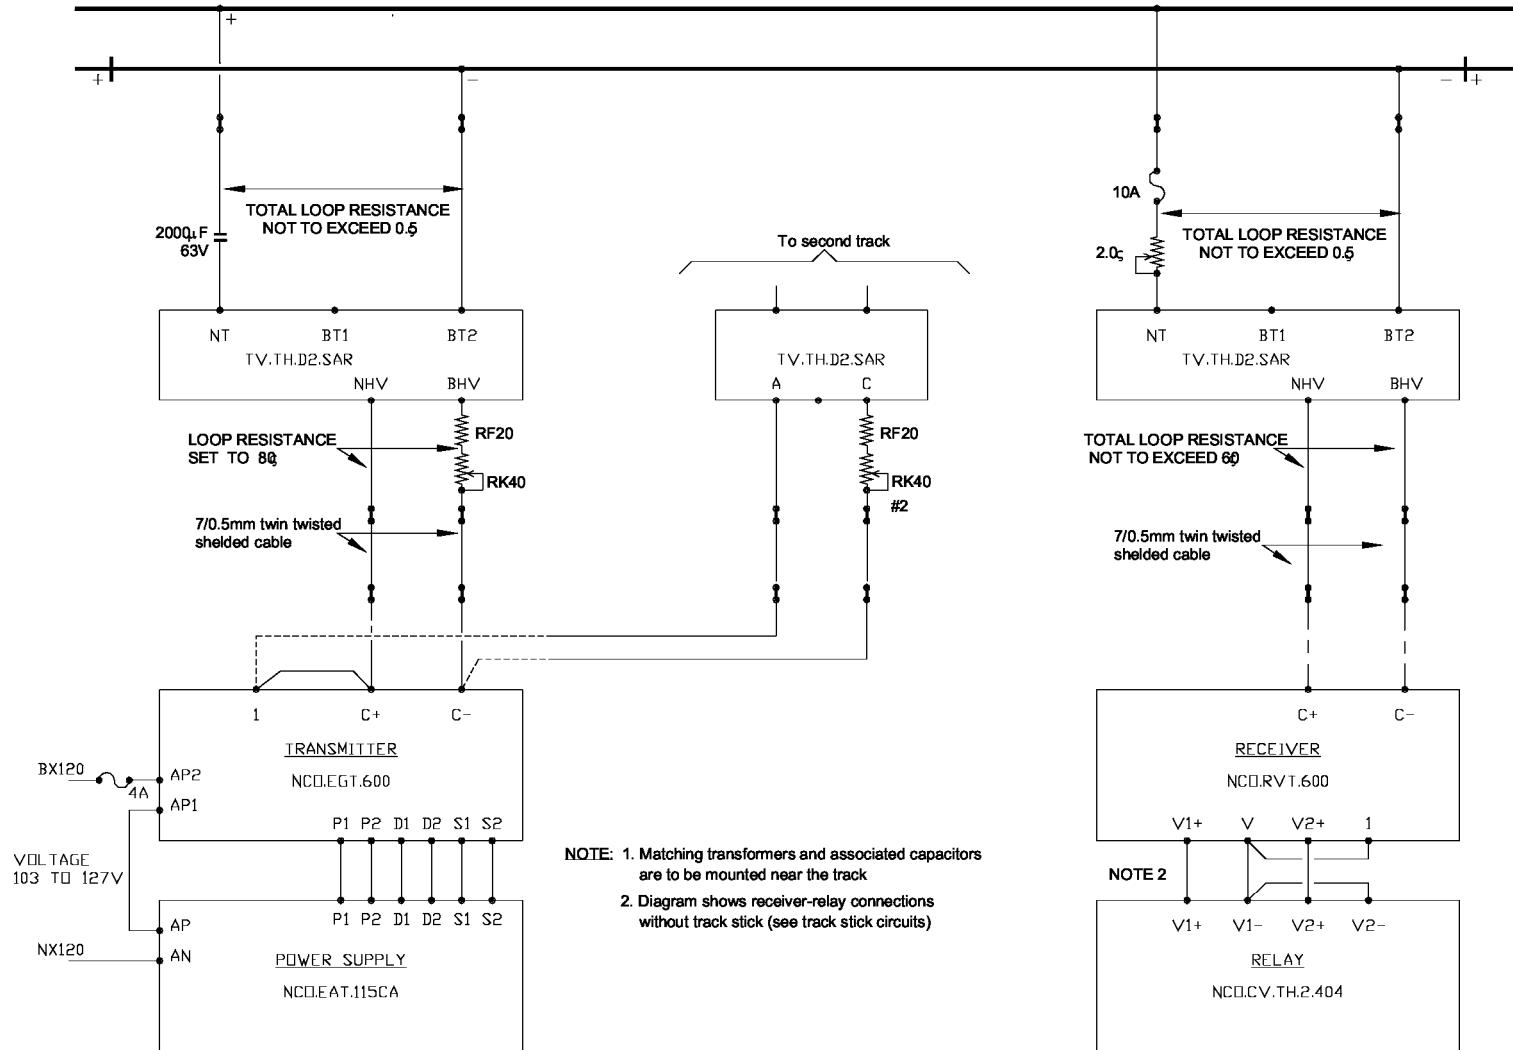 +
+
-
-
+
TOTAL LOOP RESISTANCE
NOT TO EXCEED 0.5ς
2000µF
63V
To second track
10A
TOTAL LOOP RESISTANCE
NOT TO EXCEED 0.5ς
2.0ς
NT BT1 BT2
TV.TH.D2.SAR
NHV BHV
TV.TH.D2.SAR
A C
NT BT1 BT2
TV.TH.D2.SAR
NHV BHV
LOOP RESISTANCE
SET TO 80ς
RF20
RK40
RF20
RK40
#2
TOTAL LOOP RESISTANCE
NOT TO EXCEED 60ς
7/0.5mm twin twisted
shelded cable
7/0.5mm twin twisted
shelded cable
1 C+ C-
TRANSMITTER
NCO.EGT.600
BX120
4A
AP2
AP1
P1 P2 D1 D2 S1 S2
VOLTAGE
103 TO 127V
P1 P2 D1 D2 S1 S2
AP
NX120
AN
POWER SUPPLY
NCO.EAT.115CA
NOTE: 1. Matching transformers and associated capacitors
are to be mounted near the track
2. Diagram shows receiver-relay connections
without track stick (see track stick circuits)
C+ C-
RECEIVER
NCO.RVT.600
V1+ V V2+ 1
NOTE 2
V1+ V1- V2+ V2-
RELAY
NCO.CV.TH.2.404